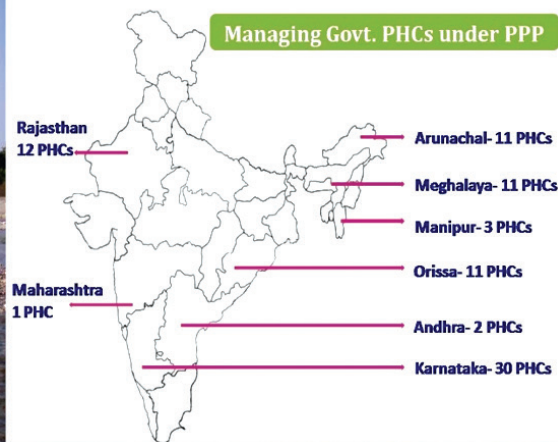 Managing Govt. PHCs under PPP
Rajasthan
12 PHCs
Arunachal- 11 PHCs
Meghalaya- 11 PHCs
Manipur- 3 PHCs
Orissa- 11 PHCs
Maharashtra
1 PHC
Andhra- 2 PHCs
Karnataka- 30 PHCs